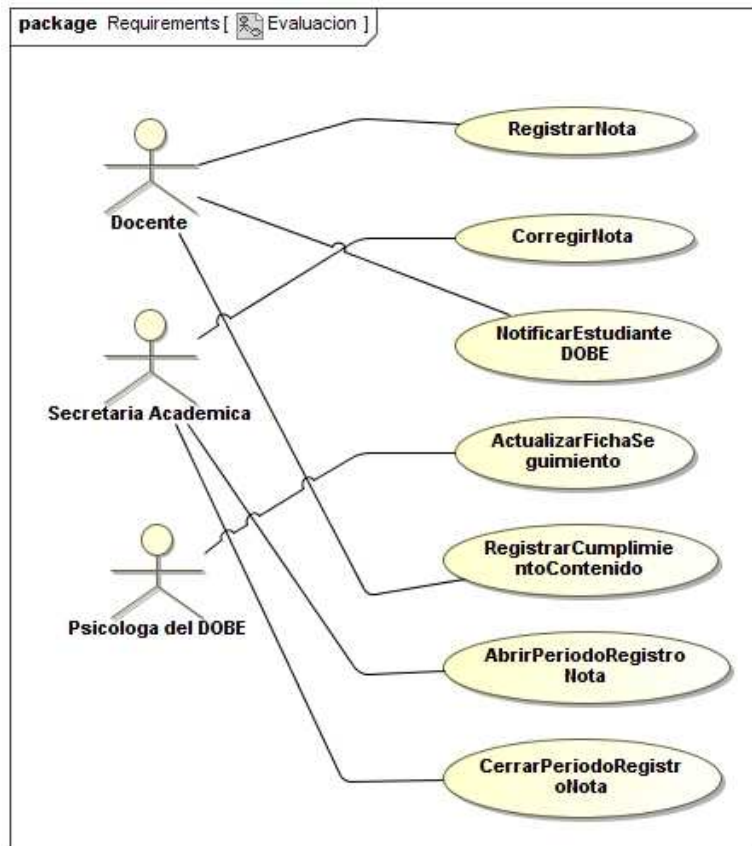 package Requirements [ Evaluacion ]
RegistrarNota
Docente
CorregirNota
NotificarEstudiante
DOBE
Secretaria Academica
ActualizarFichaSe
guimiento
RegistrarCumplimie
ntoContenido
Psicologa del DOBE
AbrirPeriodoRegistro
Nota
CerrarPeriodoRegistr
oNota